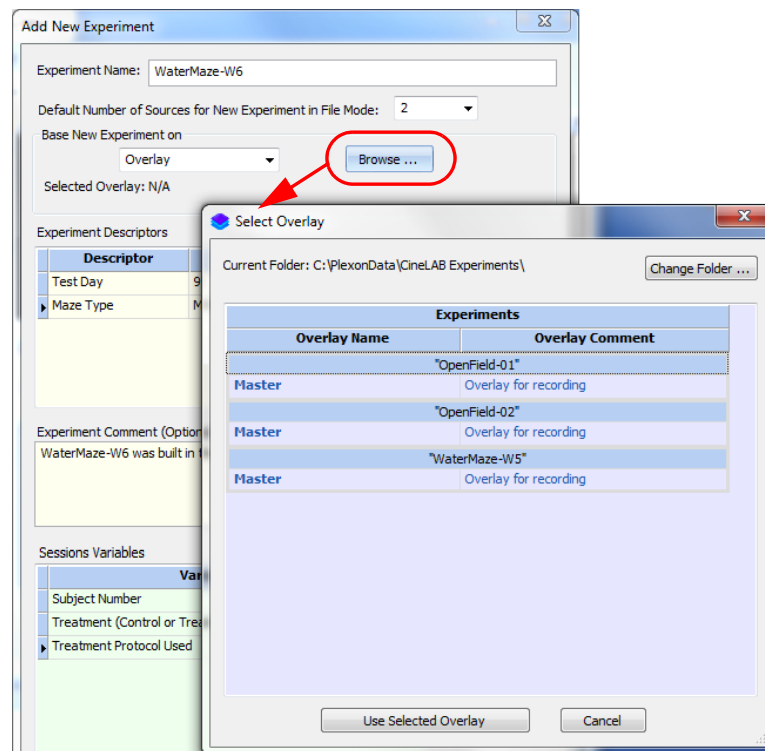 Add New Experiment
Experiment Name: WaterMaze-W6
Default Number of Sources for New Experiment in File Mode: 2
Base New Experiment on
Overlay Browse ...
Selected Overlay: N/A
Experiment Descriptors
Descriptor
Test Day 9
Maze Type M
Experiment Comment (Option
WaterMaze-W6 was built in t
Sessions Variables
Var
Subject Number
Treatment (Control or Trea
Treatment Protocol Used
Select Overlay
Current Folder: C:\PlexonData\CineLAB Experiments\ Change Folder ...
Experiments
Overlay Name Overlay Comment
"OpenField-01"
Master Overlay for recording
"OpenField-02"
Master Overlay for recording
"WaterMaze-W5"
Master Overlay for recording
Use Selected Overlay Cancel